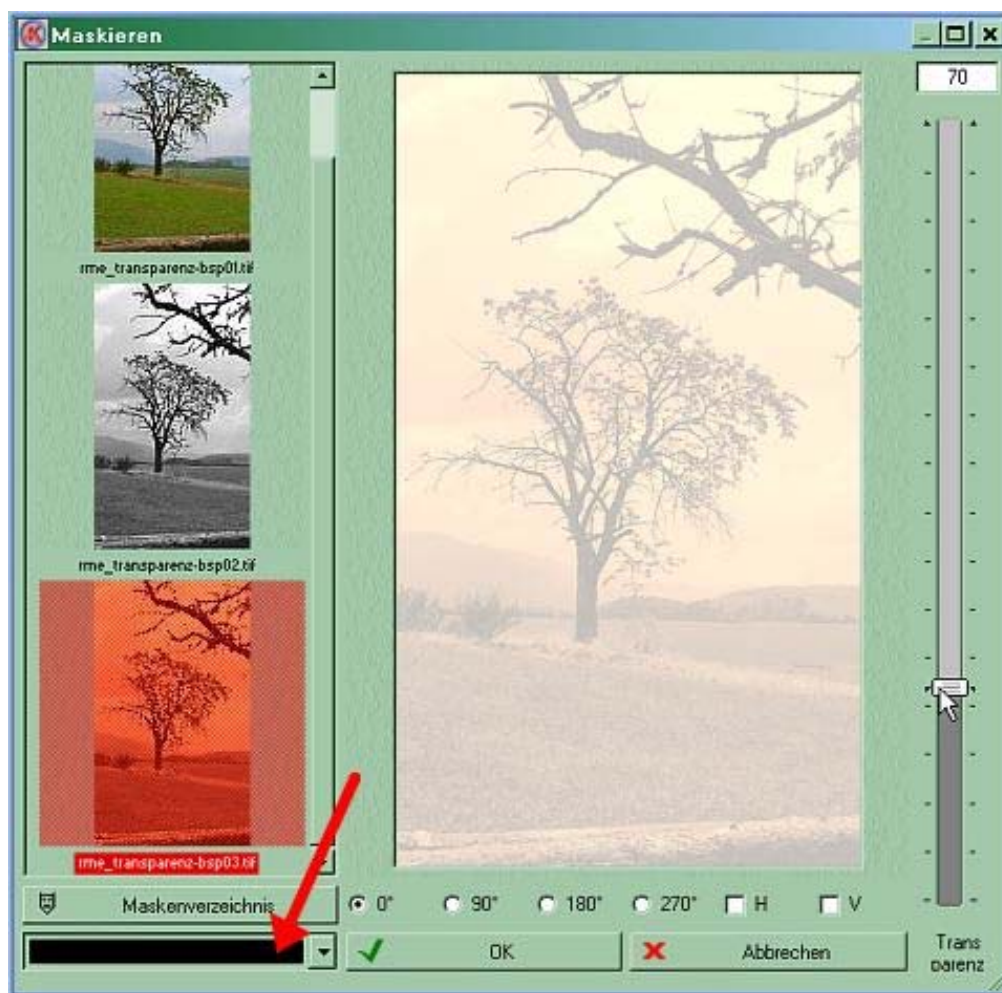 Maskieren
70
rme_transparenz-bsp01.tif
rme_transparenz-bsp02.tif
rme_transparenz-bsp03.tif
Maskenverzeichnis
0° 90° 180° 270° H V
OK Abbrechen
Trans
parenz